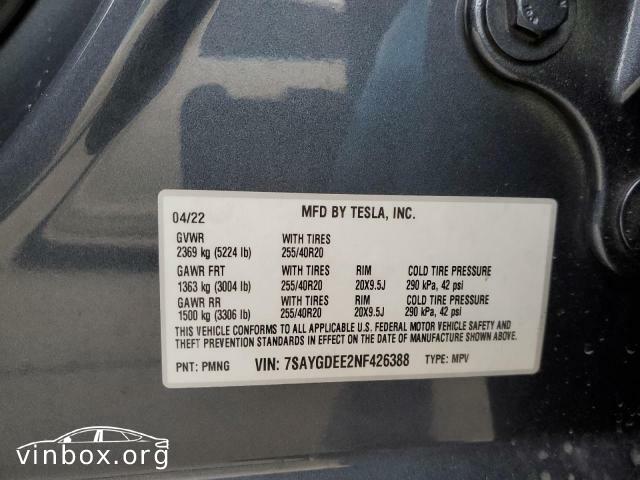 04/22 MFD BY TESLA, INC.
GVWR WITH TIRES
2369 kg (5224 lb) 255/40R20
GAWR FRT WITH TIRES RIM COLD TIRE PRESSURE
1363 kg (3004 lb) 255/40R20 20X9.5J 290 kPa, 42 psi
GAWR RR WITH TIRES RIM COLD TIRE PRESSURE
1500 kg (3306 lb) 255/40R20 20X9.5J 290 kPa, 42 psi
THIS VEHICLE CONFORMS TO ALL APPLICABLE U.S. FEDERAL MOTOR VEHICLE SAFETY AND
THEFT PREVENTION STANDARDS IN EFFECT ON THE DATE OF MANUFACTURE SHOWN ABOVE.
PNT: PMNG VIN: 7SAYGDEE2NF426388 TYPE: MPV
vinbox.org